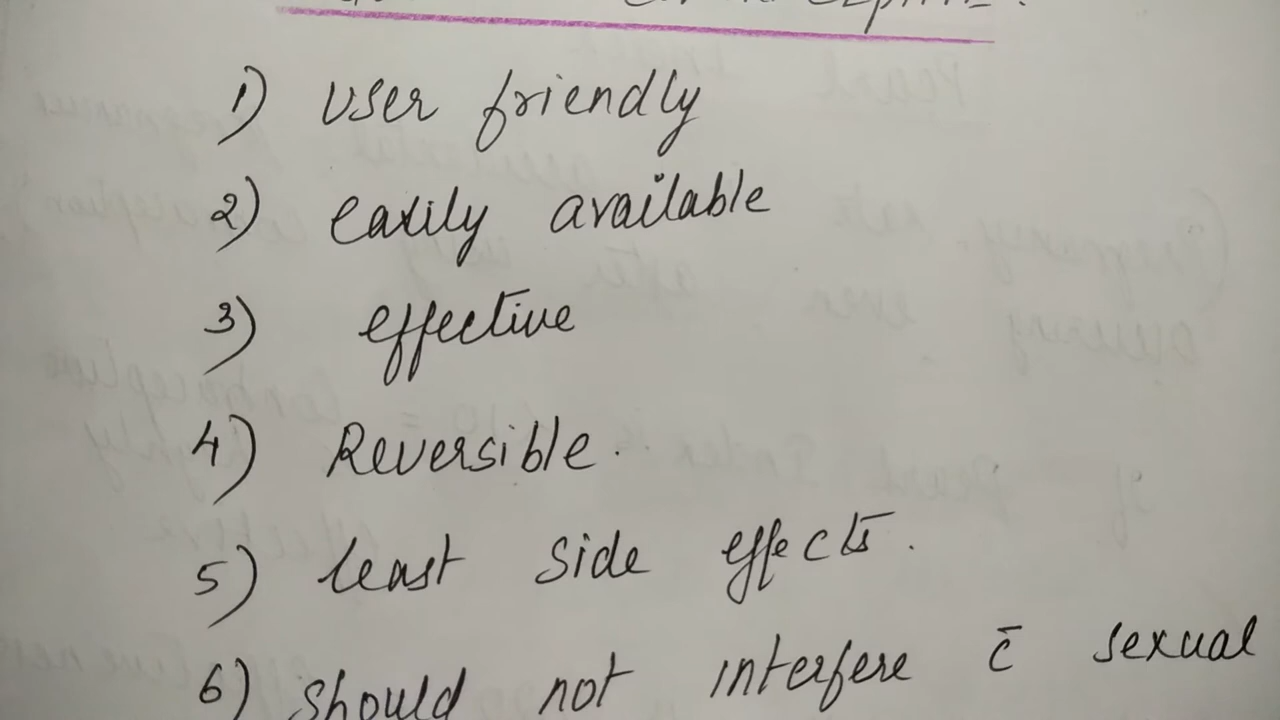 1) User friendly
2) easily available
3) effective
4) Reversible.
5) least side effects.
6) should not interfere c̄ sexual